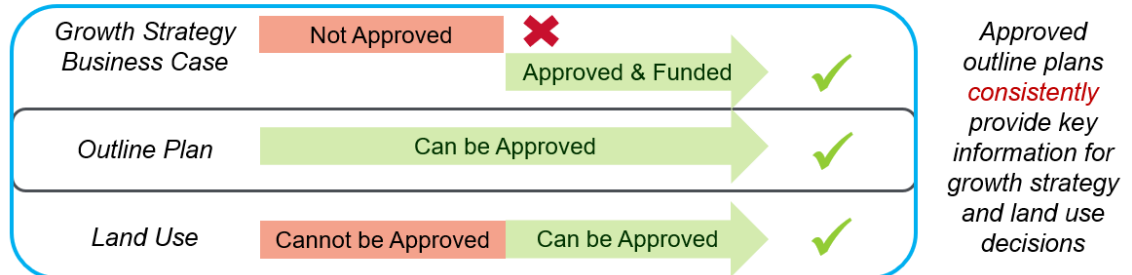 Growth Strategy
Business Case
Not Approved
Approved & Funded
Outline Plan
Can be Approved
Land Use
Cannot be Approved
Can be Approved
Approved
outline plans
consistently
provide key
information for
growth strategy
and land use
decisions